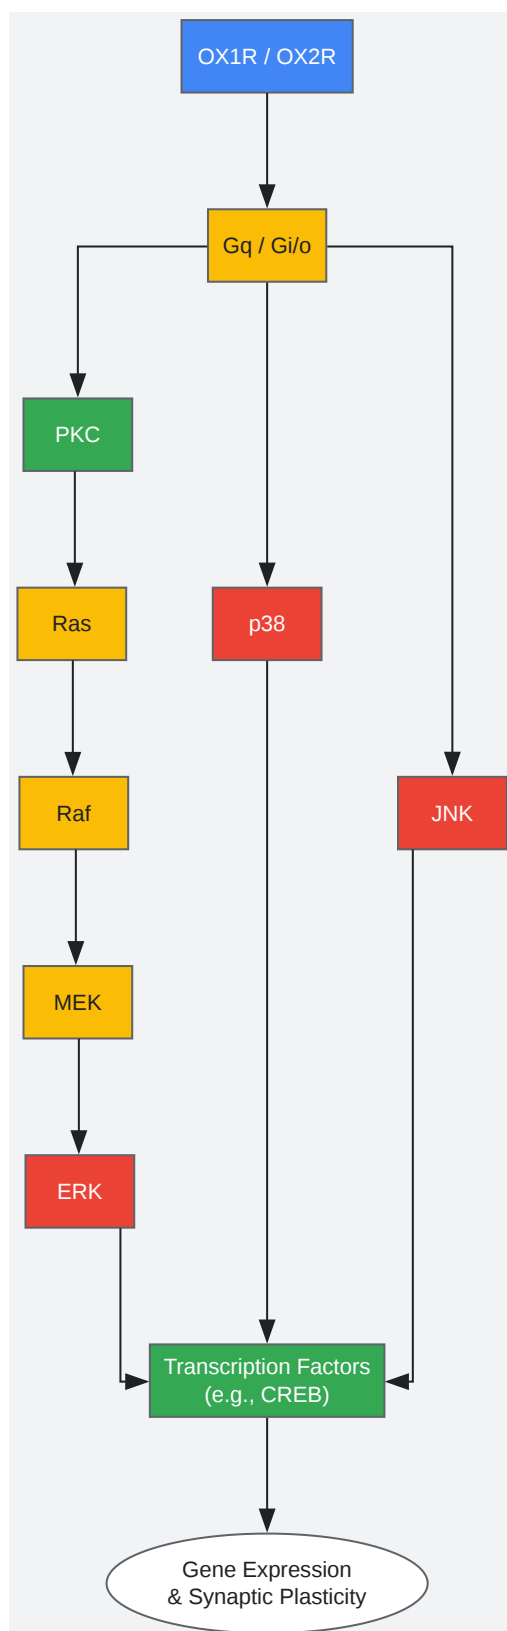 OX1R / OX2R
Gq / Gi/o
PKC
Ras
p38
Raf
JNK
MEK
ERK
Transcription Factors
(e.g., CREB)
Gene Expression
& Synaptic Plasticity